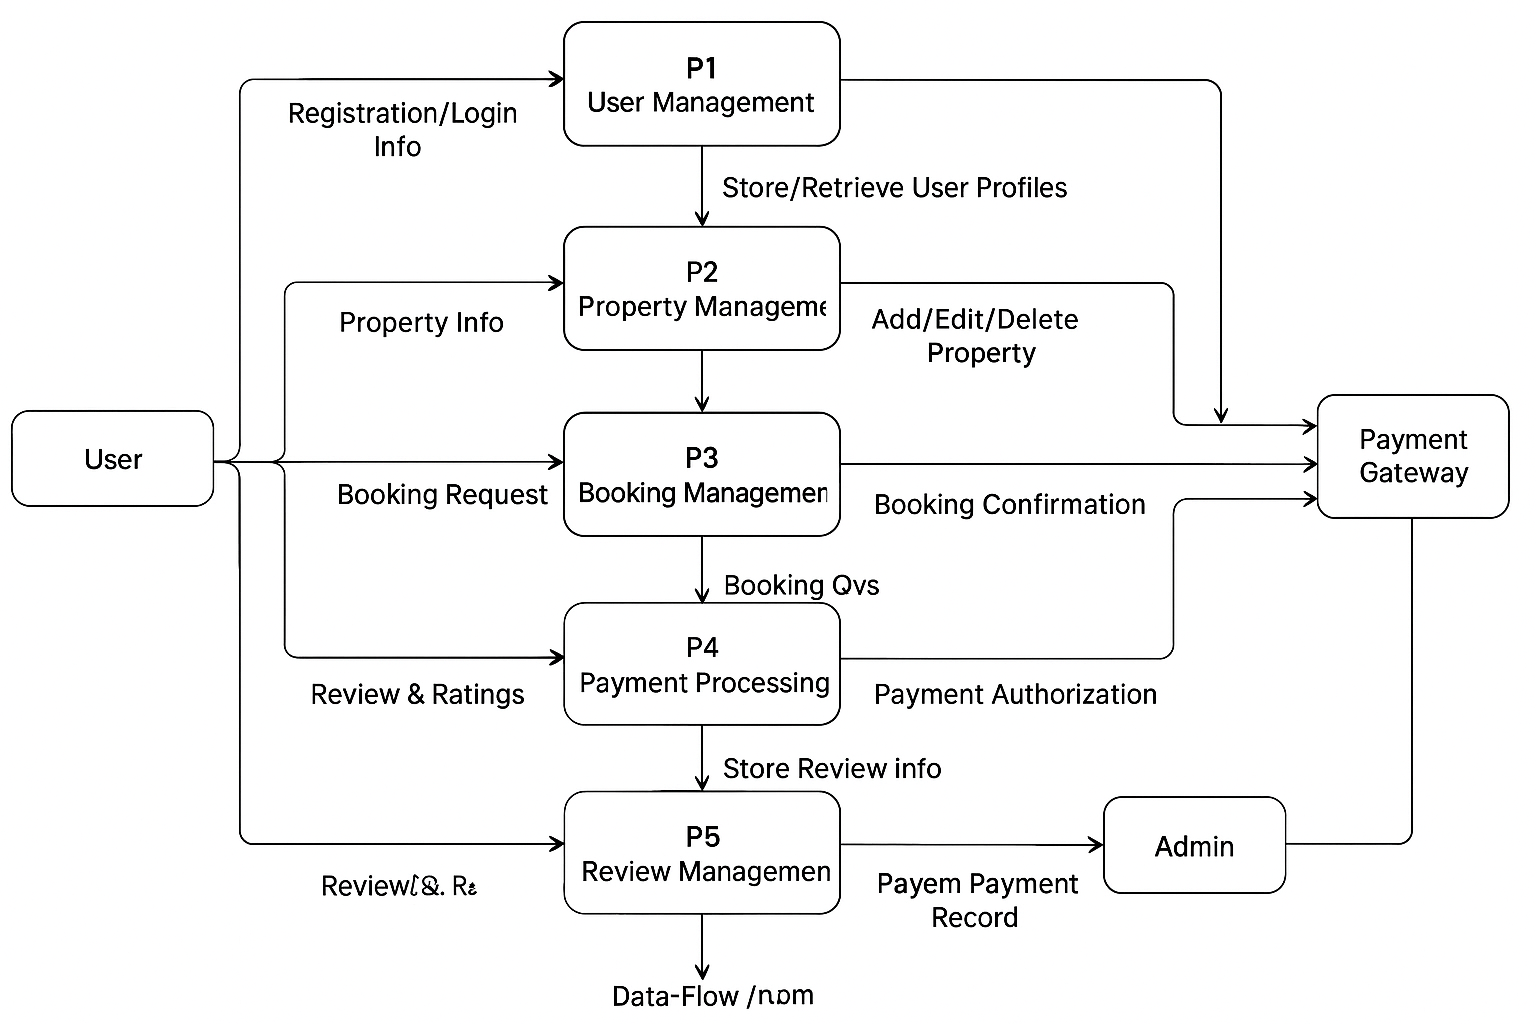 P1
User Management
Registration/Login
Info
Store/Retrieve User Profiles
P2
Property Manageme
Property Info
Add/Edit/Delete
Property
User
P3
Booking Managemen
Payment
Gateway
Booking Request
Booking Confirmation
Booking Qvs
P4
Payment Processing
Review & Ratings
Payment Authorization
Store Review info
P5
Review Managemen
Admin
Review
Payem Payment
Record
Data-Flow